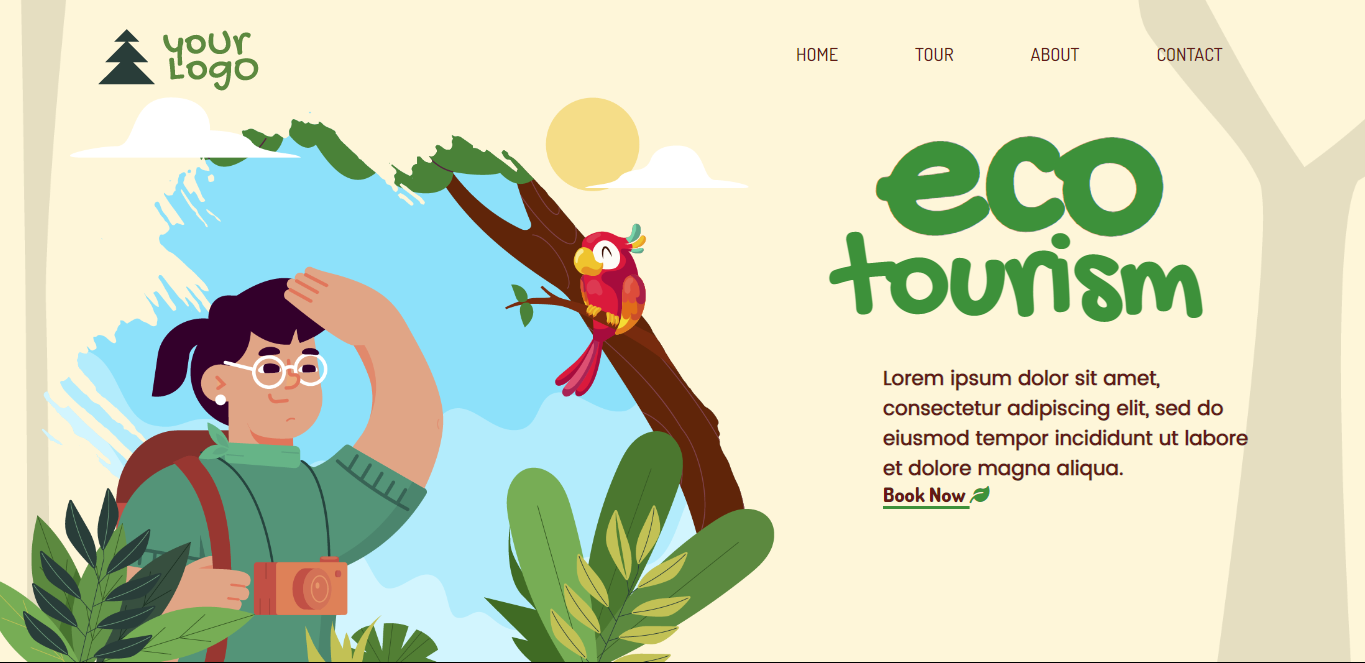 your
Logo
HOME
TOUR
ABOUT
CONTACT
eco
tourism
Lorem ipsum dolor sit amet,
consectetur adipiscing elit, sed do
eiusmod tempor incididunt ut labore
et dolore magna aliqua.
Book Now